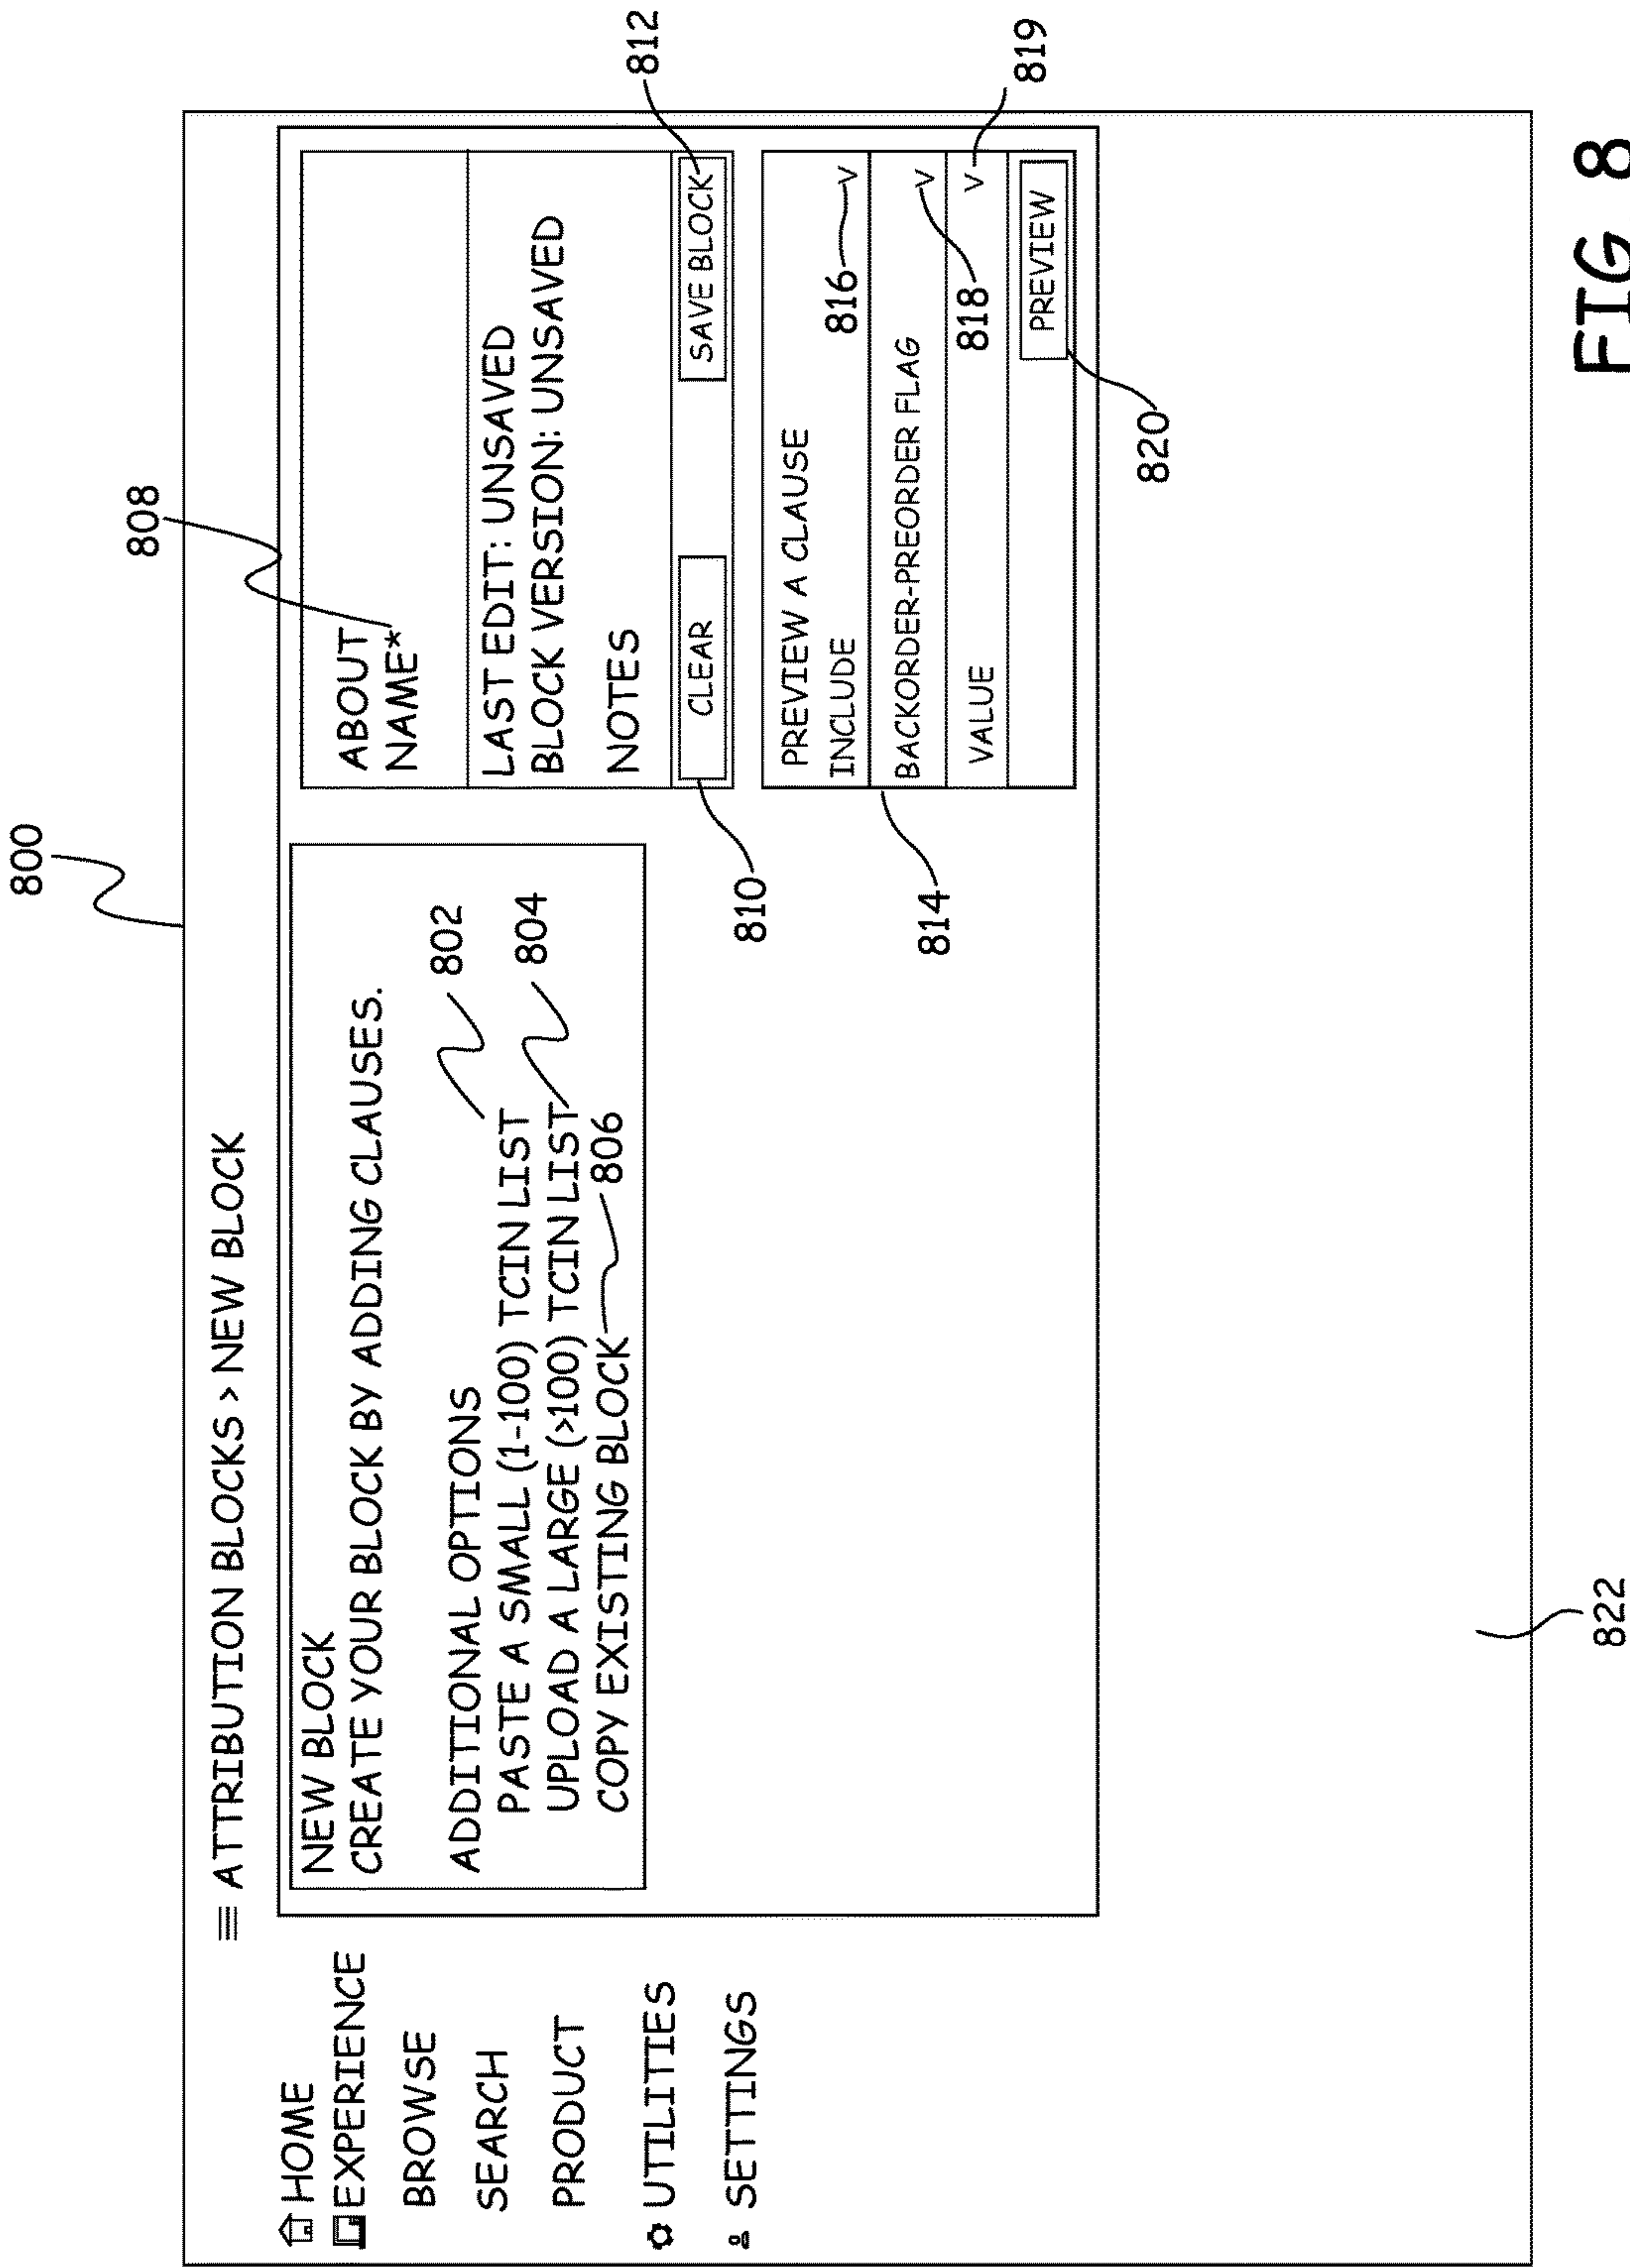 800
≡ ATTRIBUTION BLOCKS > NEW BLOCK
HOME
EXPERIENCE
BROWSE
SEARCH
PRODUCT
UTILITIES
SETTINGS
NEW BLOCK
CREATE YOUR BLOCK BY ADDING CLAUSES.
802
ADDITIONAL OPTIONS
PASTE A SMALL (1-100) TCIN LIST
804
UPLOAD A LARGE (>100) TCIN LIST
COPY EXISTING BLOCK
806
808
ABOUT
NAME*
LAST EDIT: UNSAVED
BLOCK VERSION: UNSAVED
NOTES
CLEAR
SAVE BLOCK
810
812
PREVIEW A CLAUSE
INCLUDE
816
V
BACKORDER-PREORDER FLAG
V
818
VALUE
V
819
PREVIEW
814
820
822
FIG. 8